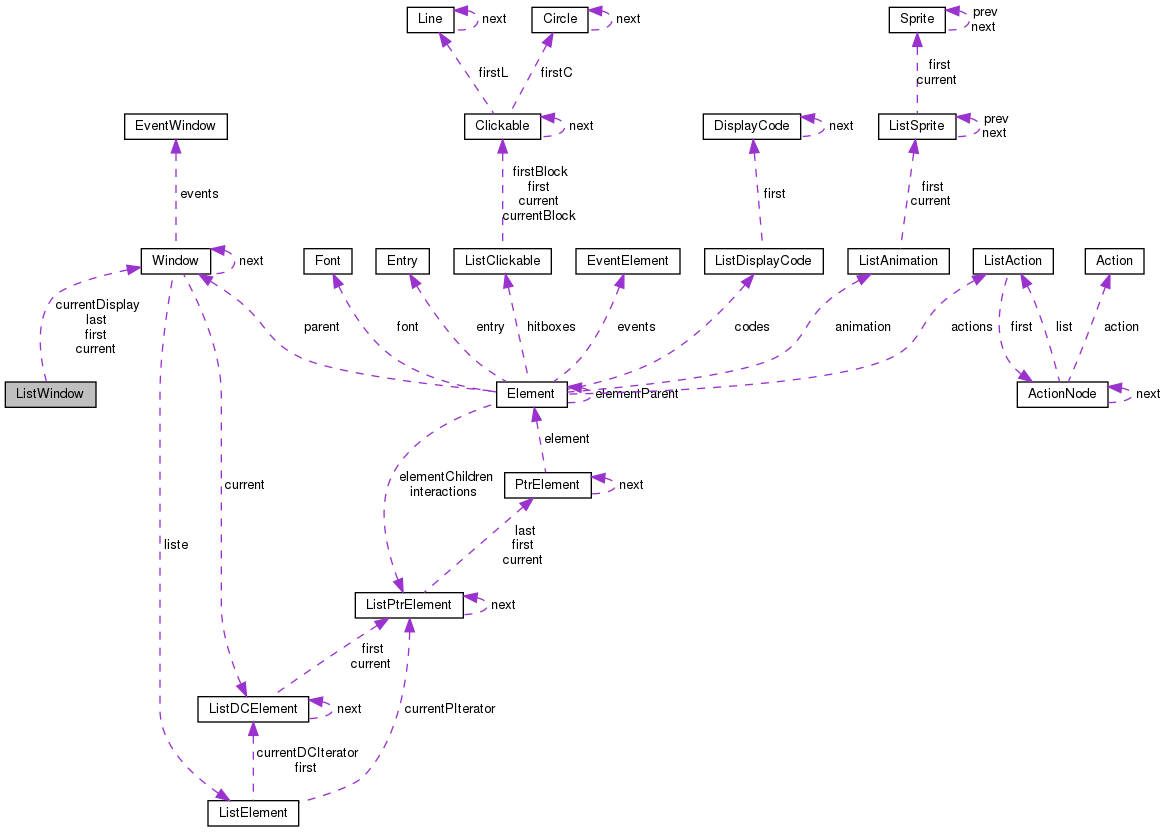 Line
next
Circle
next
Sprite
prev
next
firstL
firstC
first
current
EventWindow
Clickable
next
DisplayCode
next
ListSprite
prev
next
events
firstBlock
first
current
currentBlock
first
first
current
Window
next
Font
Entry
ListClickable
EventElement
ListDisplayCode
ListAnimation
ListAction
Action
currentDisplay
last
first
current
parent
font
entry
hitboxes
events
codes
animation
actions
first
list
action
ListWindow
Element
elementParent
ActionNode
next
element
current
elementChildren
interactions
PtrElement
next
liste
last
first
current
ListPtrElement
next
first
current
ListDCElement
next
currentPIterator
currentDCIterator
first
ListElement